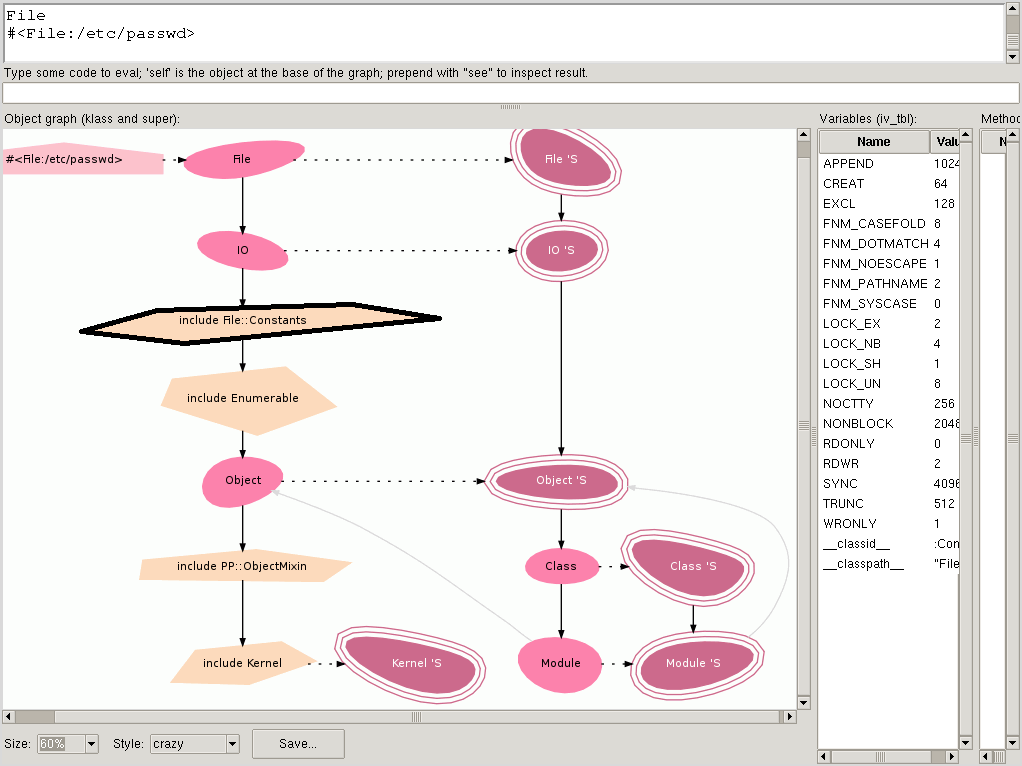 File
#<File:/etc/passwd>
Type some code to eval; 'self' is the object at the base of the graph; prepend with "see" to inspect result.
Object graph (klass and super):
#<File:/etc/passwd>
File
File 'S
IO
IO 'S
include File::Constants
include Enumerable
Object
Object 'S
include PP::ObjectMixin
Class
Class 'S
include Kernel
Kernel 'S
Module
Module 'S
Size:
60%
Style:
crazy
Save...
Variables (iv_tbl):
Name Valu
APPEND 1024
CREAT 64
EXCL 128
FNM_CASEFOLD 8
FNM_DOTMATCH 4
FNM_NOESCAPE 1
FNM_PATHNAME 2
FNM_SYSCASE 0
LOCK_EX 2
LOCK_NB 4
LOCK_SH 1
LOCK_UN 8
NOCTTY 256
NONBLOCK 2048
RDONLY 0
RDWR 2
SYNC 4096
TRUNC 512
WRONLY 1
__classid__ :Con
__classpath__ "File
Methoc
N